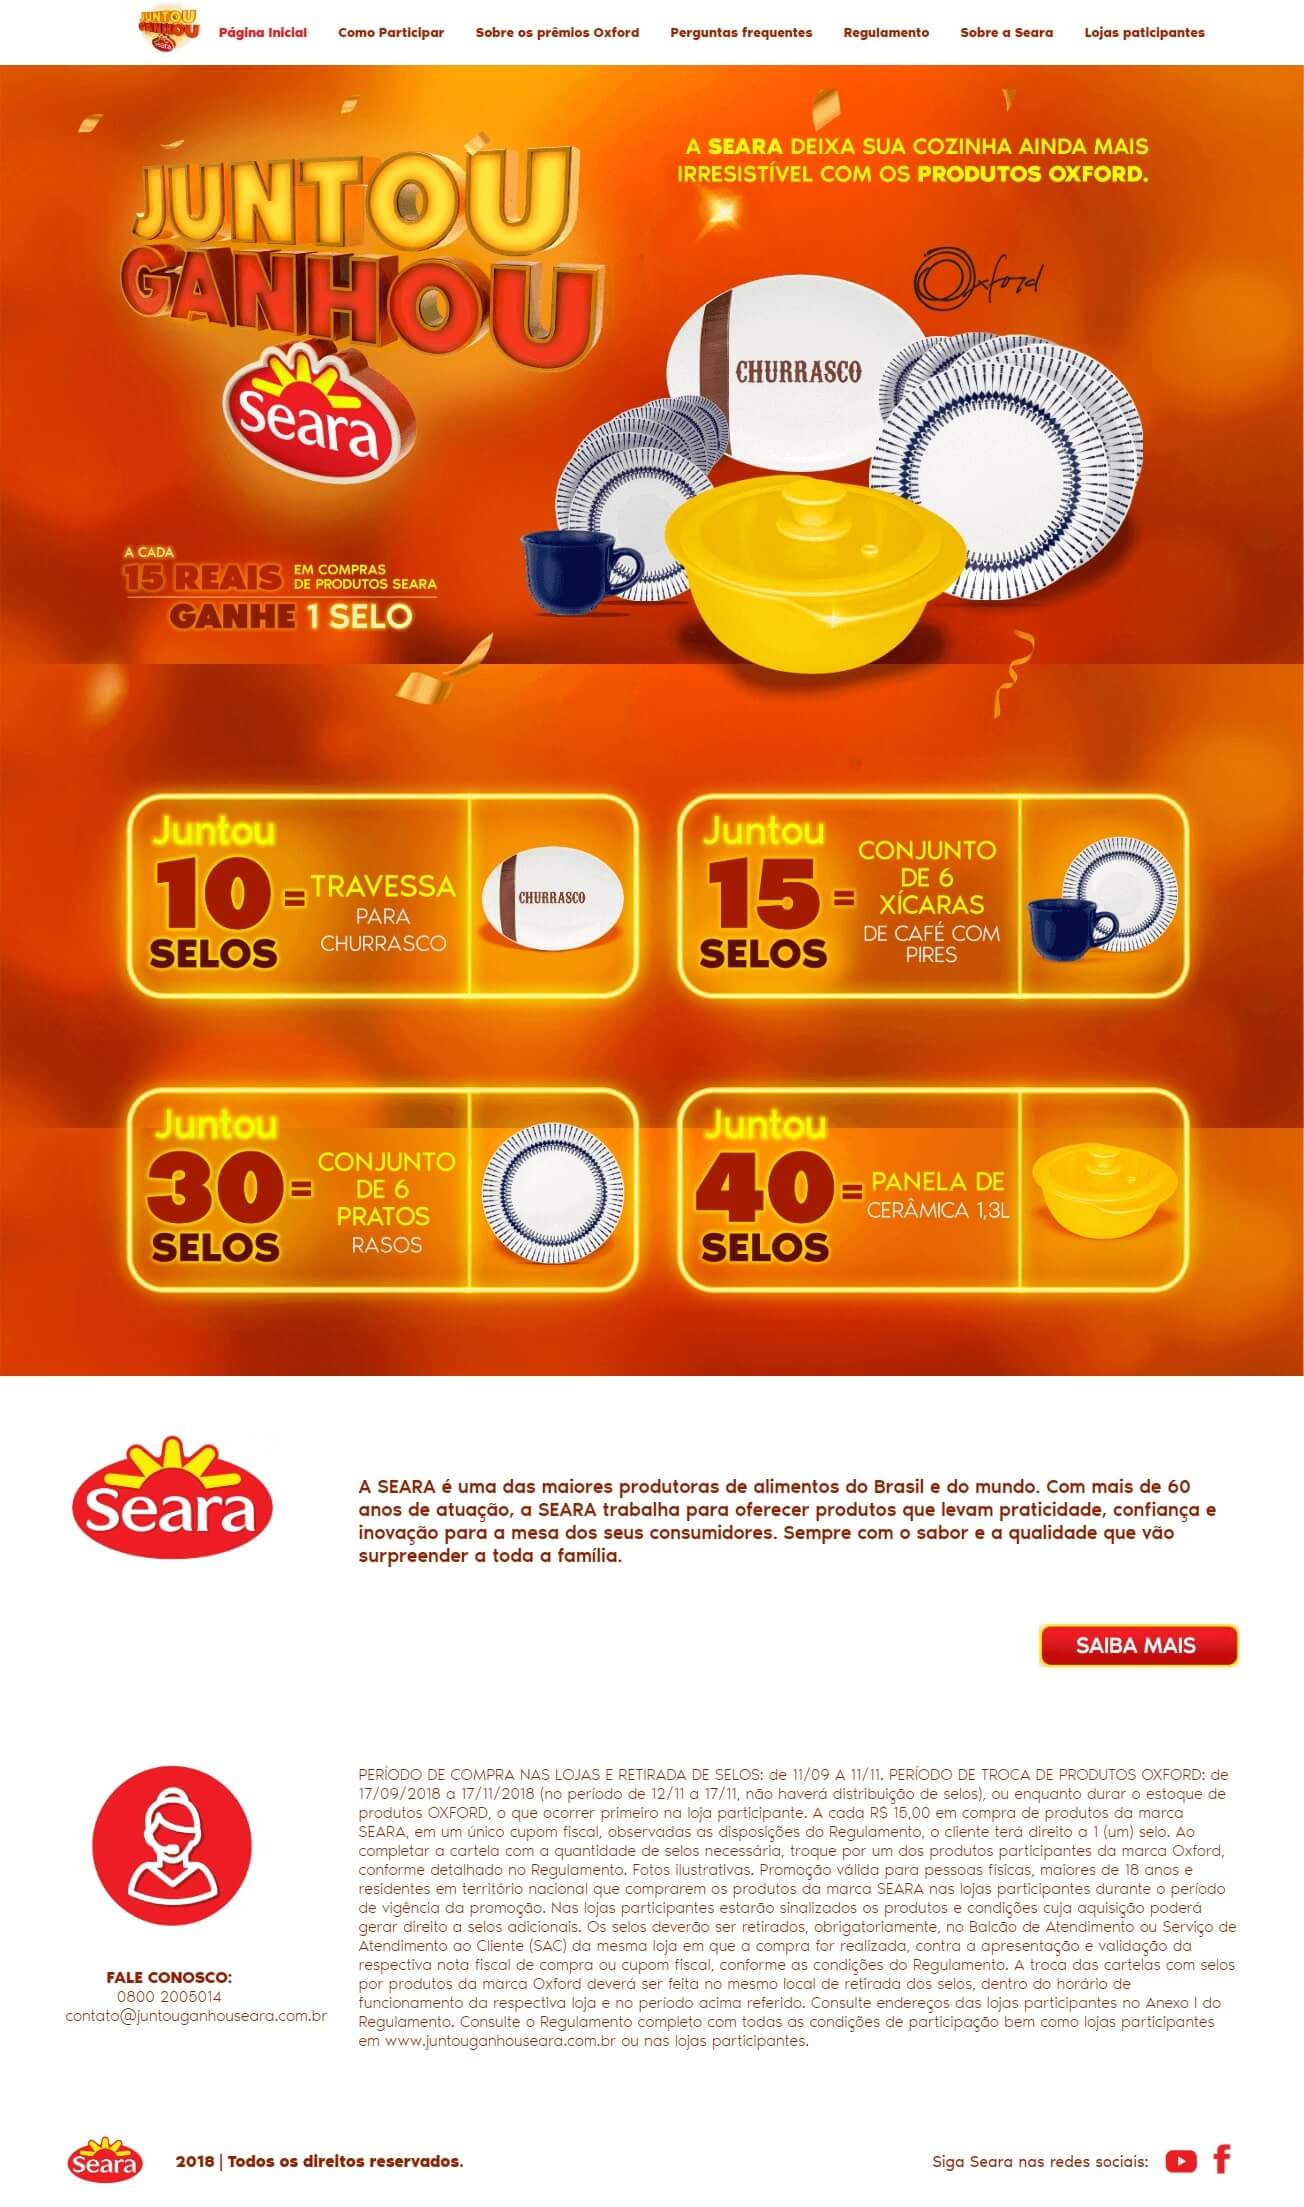 JUNTOU
GANHOU
Seara
Página Inicial
Como Participar
Sobre os prêmios Oxford
Perguntas frequentes
Regulamento
Sobre a Seara
Lojas paticipantes
JUNTOU
GANHOU
Seara
A SEARA DEIXA SUA COZINHA AINDA MAIS
IRRESISTÍVEL COM OS PRODUTOS OXFORD.
Oxford
CHURRASCO
A CADA
15 REAIS EM COMPRAS
DE PRODUTOS SEARA
GANHE 1 SELO
Juntou
10
SELOS
=
TRAVESSA
PARA
CHURRASCO
CHURRASCO
Juntou
15
SELOS
=
CONJUNTO
DE 6
XÍCARAS
DE CAFÉ COM
PIRES
Juntou
30
SELOS
=
CONJUNTO
DE 6
PRATOS
RASOS
Juntou
40
SELOS
=
PANELA DE
CERÂMICA 1,3L
Seara
A SEARA é uma das maiores produtoras de alimentos do Brasil e do mundo. Com mais de 60
anos de atuação, a SEARA trabalha para oferecer produtos que levam praticidade, confiança e
inovação para a mesa dos seus consumidores. Sempre com o sabor e a qualidade que vão
surpreender a toda a família.
SAIBA MAIS
FALE CONOSCO:
0800 2005014
contato@juntouganhouseara.com.br
PERÍODO DE COMPRA NAS LOJAS E RETIRADA DE SELOS: de 11/09 A 11/11. PERÍODO DE TROCA DE PRODUTOS OXFORD: de
17/09/2018 a 17/11/2018 (no período de 12/11 a 17/11, não haverá distribuição de selos), ou enquanto durar o estoque de
produtos OXFORD, o que ocorrer primeiro na loja participante. A cada R$ 15,00 em compra de produtos da marca
SEARA, em um único cupom fiscal, observadas as disposições do Regulamento, o cliente terá direito a 1 (um) selo. Ao
completar a cartela com a quantidade de selos necessária, troque por um dos produtos participantes da marca Oxford,
conforme detalhado no Regulamento. Fotos ilustrativas. Promoção válida para pessoas físicas, maiores de 18 anos e
residentes em território nacional que comprarem os produtos da marca SEARA nas lojas participantes durante o período
de vigência da promoção. Nas lojas participantes estarão sinalizados os produtos e condições cuja aquisição poderá
gerar direito a selos adicionais. Os selos deverão ser retirados, obrigatoriamente, no Balcão de Atendimento ou Serviço de
Atendimento ao Cliente (SAC) da mesma loja em que a compra for realizada, contra a apresentação e validação da
respectiva nota fiscal de compra ou cupom fiscal, conforme as condições do Regulamento. A troca das cartelas com selos
por produtos da marca Oxford deverá ser feita no mesmo local de retirada dos selos, dentro do horário de
funcionamento da respectiva loja e no período acima referido. Consulte endereços das lojas participantes no Anexo I do
Regulamento. Consulte o Regulamento completo com todas as condições de participação bem como lojas participantes
em www.juntouganhouseara.com.br ou nas lojas participantes.
Seara
2018 | Todos os direitos reservados.
Siga Seara nas redes sociais: